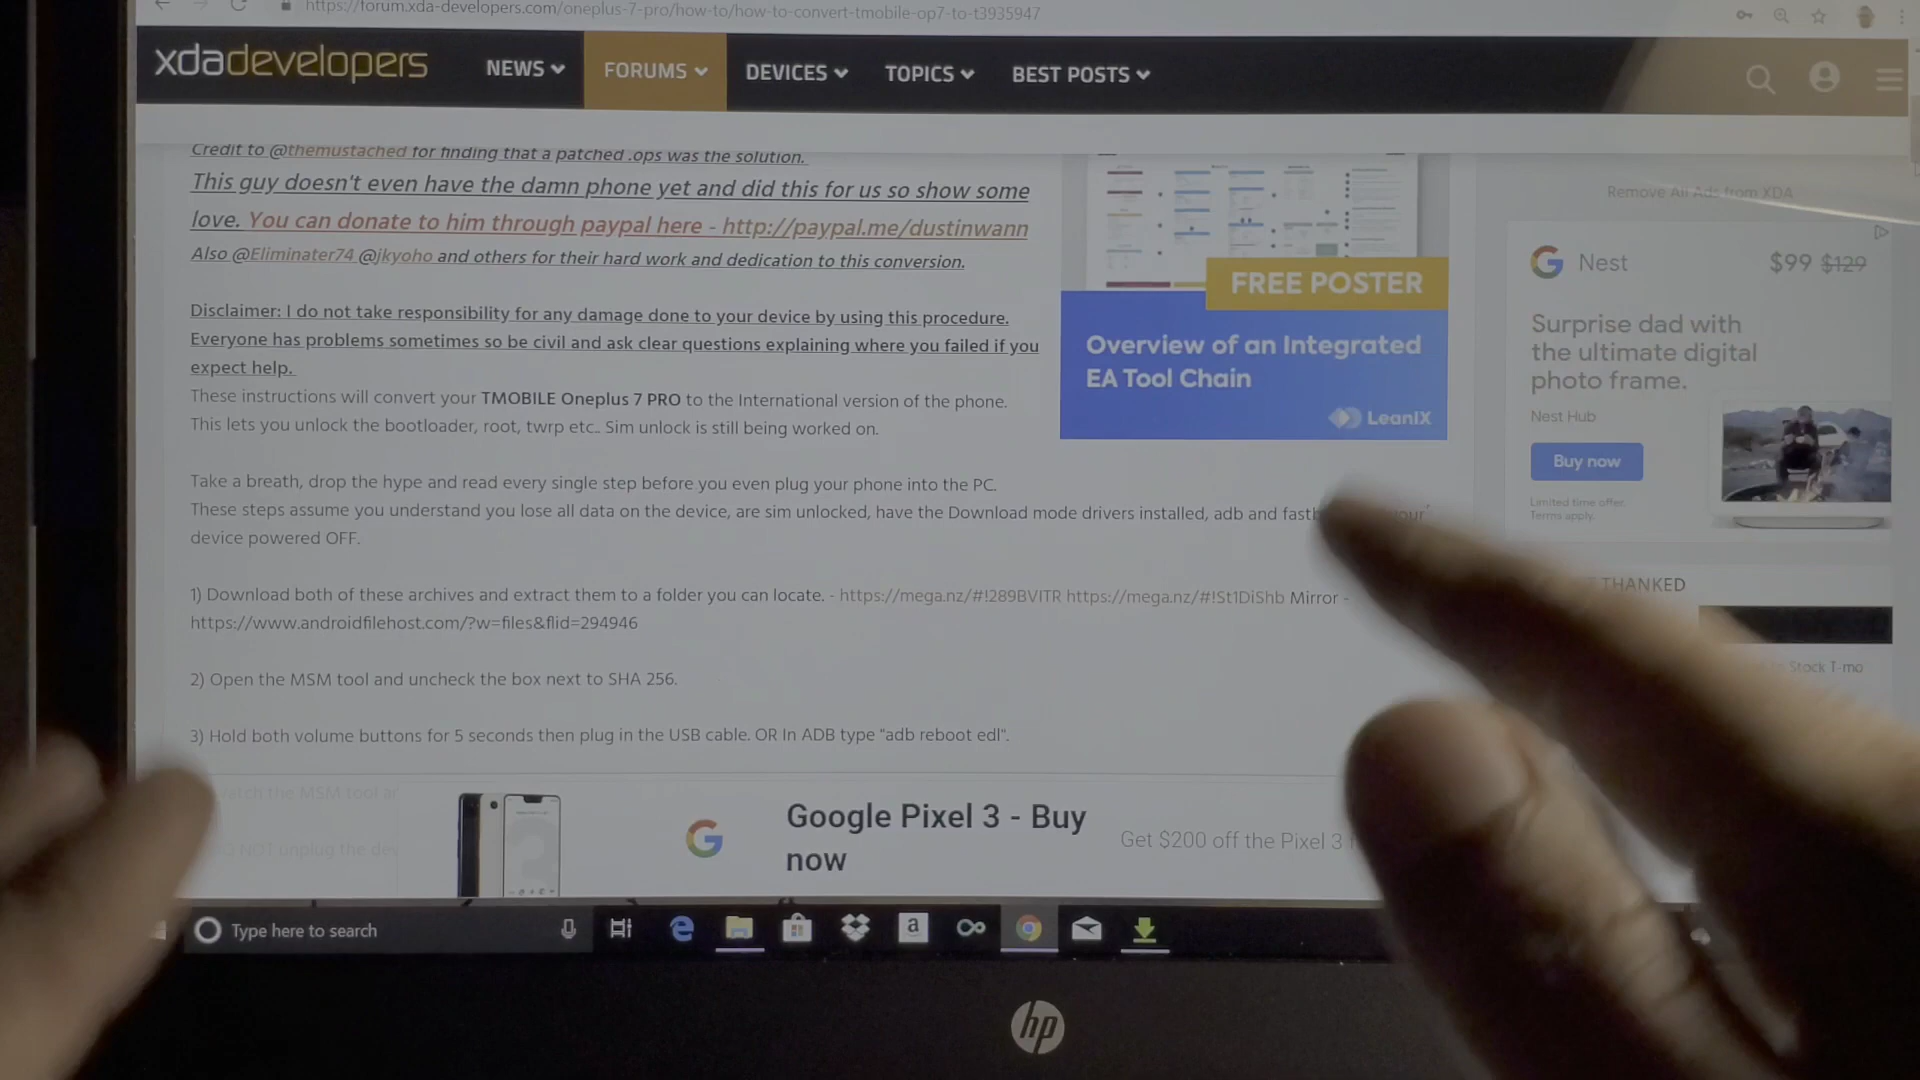 https://forum.xda-developers.com/oneplus-7-pro/how-to/how-to-convert-tmobile-op7-to-t3935947
xdadevelopers
NEWS
FORUMS
DEVICES
TOPICS
BEST POSTS
Credit to @themustached for finding that a patched .ops was the solution.
This guy doesn't even have the damn phone yet and did this for us so show some
love. You can donate to him through paypal here - http://paypal.me/dustinwann
Also @Eliminater74 @jkyoho and others for their hard work and dedication to this conversion.
Disclaimer: I do not take responsibility for any damage done to your device by using this procedure.
Everyone has problems sometimes so be civil and ask clear questions explaining where you failed if you
expect help.
These instructions will convert your TMOBILE Oneplus 7 PRO to the International version of the phone.
This lets you unlock the bootloader, root, twrp etc.. Sim unlock is still being worked on.
Take a breath, drop the hype and read every single step before you even plug your phone into the PC.
These steps assume you understand you lose all data on the device, are sim unlocked, have the Download mode drivers installed, adb and fastb your
device powered OFF.
1) Download both of these archives and extract them to a folder you can locate. - https://mega.nz/#!289BVITR https://mega.nz/#!St1DiShb Mirror -
https://www.androidfilehost.com/?w=files&flid=294946
2) Open the MSM tool and uncheck the box next to SHA 256.
3) Hold both volume buttons for 5 seconds then plug in the USB cable. OR In ADB type "adb reboot edl".
atch the MSM tool a
O NOT unplug the de
FREE POSTER
Overview of an Integrated
EA Tool Chain
LeanIX
Remove All Ads from XDA
Nest
$99 $129
Surprise dad with
the ultimate digital
photo frame.
Nest Hub
Buy now
Limited time offer.
Terms apply.
THANKED
Stock T-mo
Google Pixel 3 - Buy
now
Get $200 off the Pixel 3
Type here to search
hp